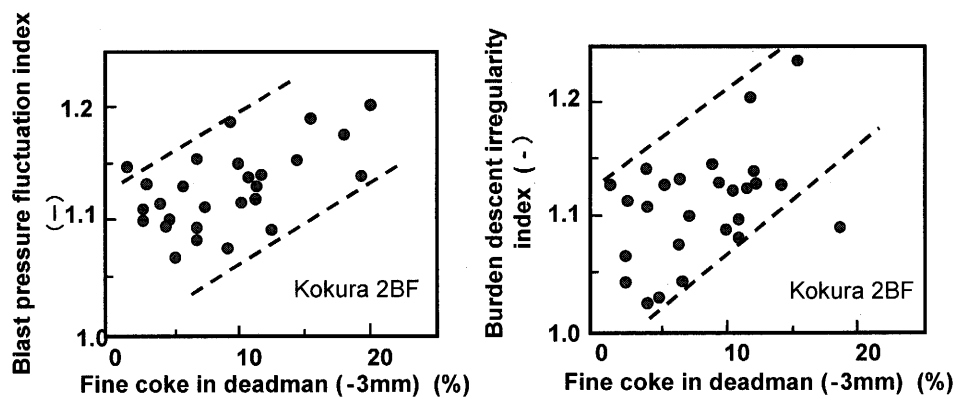 Blast pressure fluctuation index
(—)
1.2
1.10
1.0
0
10
20
Kokura 2BF
Fine coke in deadman (-3mm) (%)
Burden descent irregularity
index (-)
1.2
1.10
1.0
0
10
20
Kokura 2BF
Fine coke in deadman (-3mm) (%)